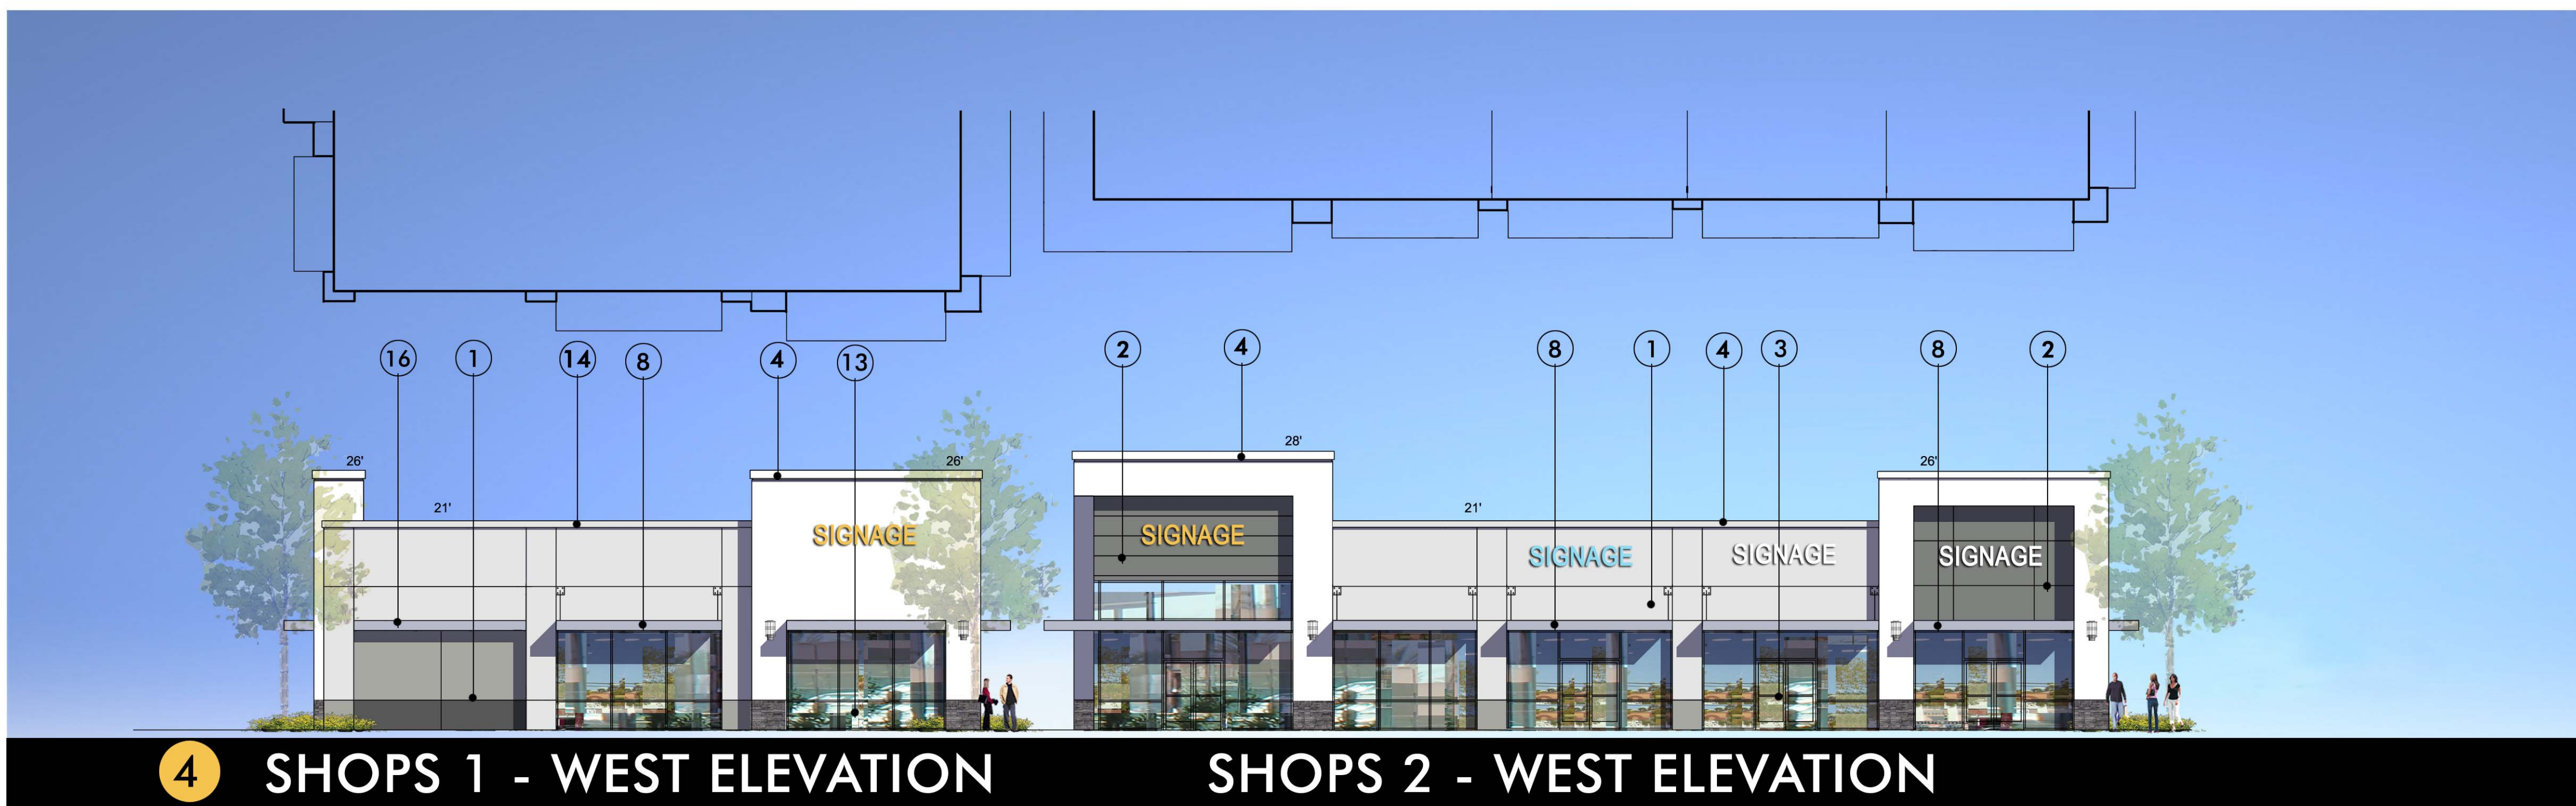 16 1 14 8 4 13 2 4 8 1 4 3 8 2
28'
26' 26' 26'
21' 21'
SIGNAGE SIGNAGE SIGNAGE SIGNAGE SIGNAGE
4 SHOPS 1 - WEST ELEVATION SHOPS 2 - WEST ELEVATION